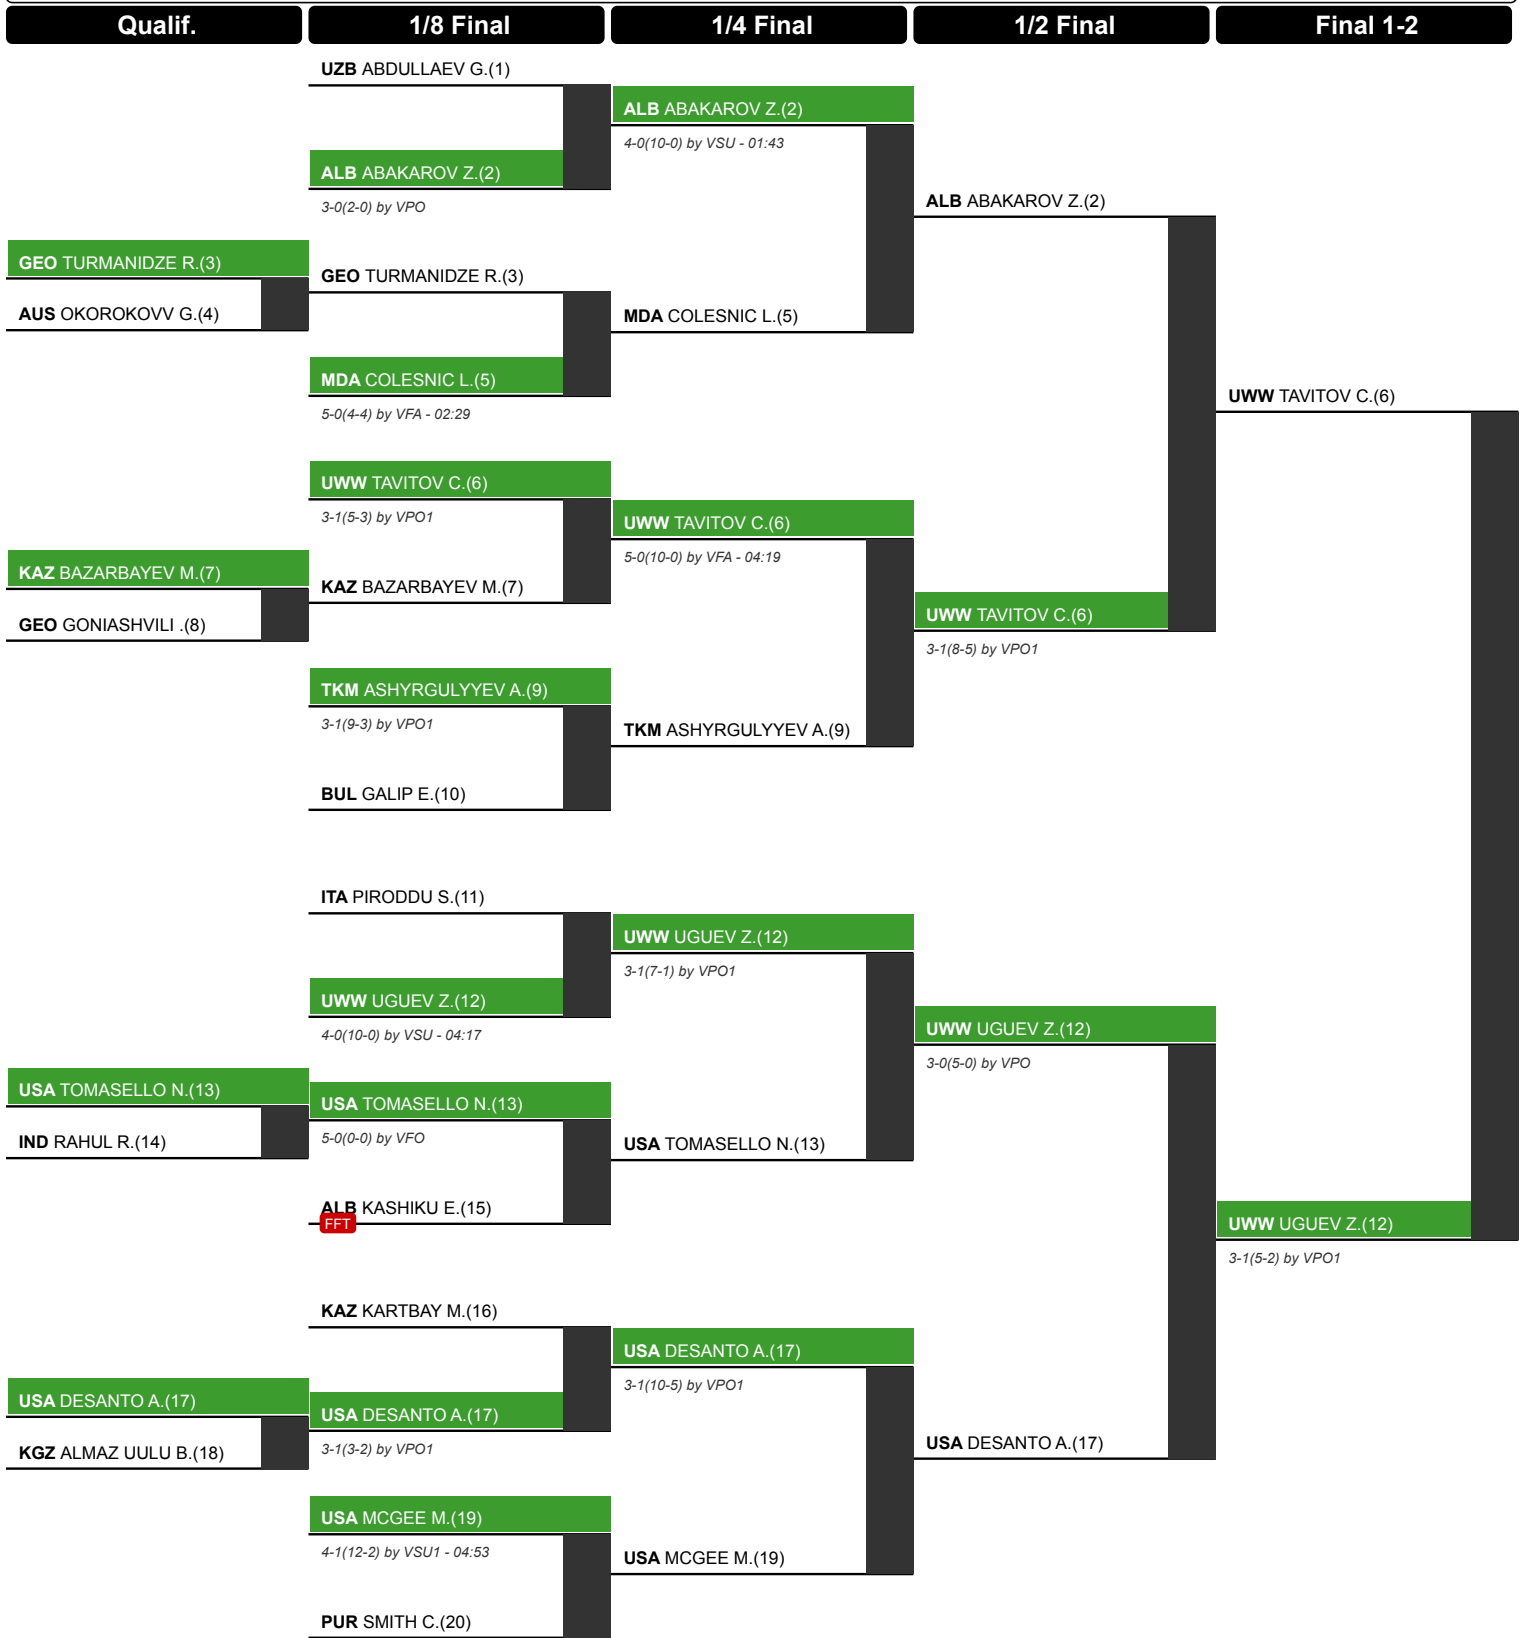 Qualif.
1/8 Final
1/4 Final
1/2 Final
Final 1-2
GEO TURMANIDZE R.(3)
AUS OKOROKOVV G.(4)
KAZ BAZARBAYEV M.(7)
GEO GONIASHVILI .(8)
USA TOMASELLO N.(13)
IND RAHUL R.(14)
USA DESANTO A.(17)
KGZ ALMAZ UULU B.(18)
UZB ABDULLAEV G.(1)
ALB ABAKAROV Z.(2)
3-0(2-0) by VPO
GEO TURMANIDZE R.(3)
MDA COLESNIC L.(5)
5-0(4-4) by VFA - 02:29
UWW TAVITOV C.(6)
3-1(5-3) by VPO1
KAZ BAZARBAYEV M.(7)
TKM ASHYRGULYYEV A.(9)
3-1(9-3) by VPO1
BUL GALIP E.(10)
ITA PIRODDU S.(11)
UWW UGUEV Z.(12)
4-0(10-0) by VSU - 04:17
USA TOMASELLO N.(13)
5-0(0-0) by VFO
ALB KASHIKU E.(15)
FFT
KAZ KARTBAY M.(16)
USA DESANTO A.(17)
3-1(3-2) by VPO1
USA MCGEE M.(19)
4-1(12-2) by VSU1 - 04:53
PUR SMITH C.(20)
ALB ABAKAROV Z.(2)
4-0(10-0) by VSU - 01:43
MDA COLESNIC L.(5)
UWW TAVITOV C.(6)
5-0(10-0) by VFA - 04:19
TKM ASHYRGULYYEV A.(9)
UWW UGUEV Z.(12)
3-1(7-1) by VPO1
USA TOMASELLO N.(13)
USA DESANTO A.(17)
3-1(10-5) by VPO1
USA MCGEE M.(19)
ALB ABAKAROV Z.(2)
UWW TAVITOV C.(6)
3-1(8-5) by VPO1
UWW UGUEV Z.(12)
3-0(5-0) by VPO
USA DESANTO A.(17)
UWW TAVITOV C.(6)
UWW UGUEV Z.(12)
3-1(5-2) by VPO1